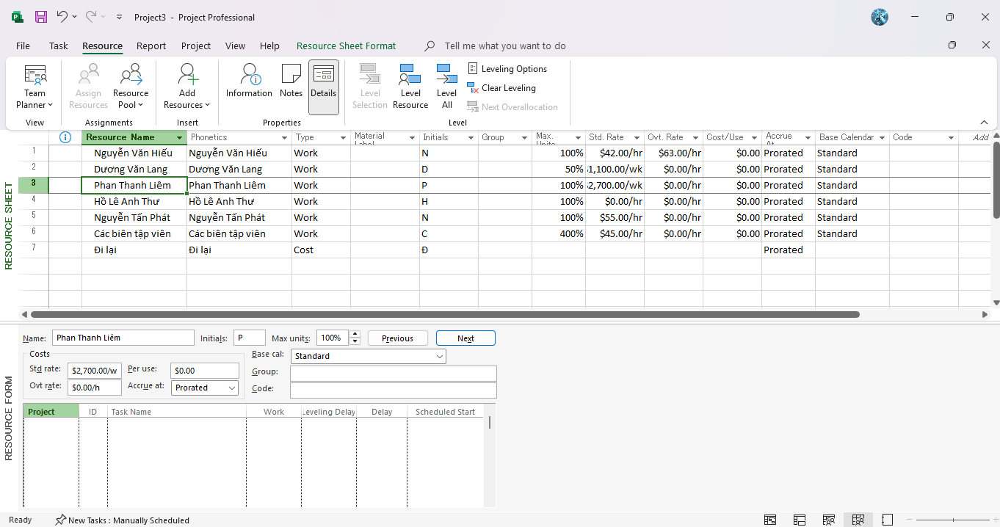 Project3 - Project Professional
File Task Resource Report Project View Help Resource Sheet Format Tell me what you want to do
Team Planner
Assign Resources
Resource Pool
Add Resources
Information
Notes
Details
Level Selection
Level Resource
Level All
Leveling Options
Clear Leveling
Next Overallocation
View Assignments Insert Properties Level
Resource Name Phonetics Type Material Label Initials Group Max. Units Std. Rate Ovt. Rate Cost/Use Accrue At Base Calendar Code Add
1 Nguyễn Văn Hiếu Nguyễn Văn Hiếu Work N 100% $42.00/hr $63.00/hr $0.00 Prorated Standard
2 Dương Văn Lang Dương Văn Lang Work D 50% 1,100.00/wk $0.00/hr $0.00 Prorated Standard
3 Phan Thanh Liêm Phan Thanh Liêm Work P 100% 2,700.00/wk $0.00/hr $0.00 Prorated Standard
4 Hồ Lê Anh Thư Hồ Lê Anh Thư Work H 100% $0.00/hr $0.00/hr $0.00 Prorated Standard
5 Nguyễn Tấn Phát Nguyễn Tấn Phát Work N 100% $55.00/hr $0.00/hr $0.00 Prorated Standard
6 Các biên tập viên Các biên tập viên Work C 400% $45.00/hr $0.00/hr $0.00 Prorated Standard
7 Đi lại Đi lại Cost Đ Prorated
RESOURCE SHEET
Name: Phan Thanh Liêm Initials: P Max units: 100% Previous Next
Costs
Std rate: $2,700.00/w Per use: $0.00
Ovt rate: $0.00/h Accrue at: Prorated
Base cal: Standard
Group:
Code:
Project ID Task Name Work Leveling Delay Delay Scheduled Start
RESOURCE FORM
Ready New Tasks : Manually Scheduled